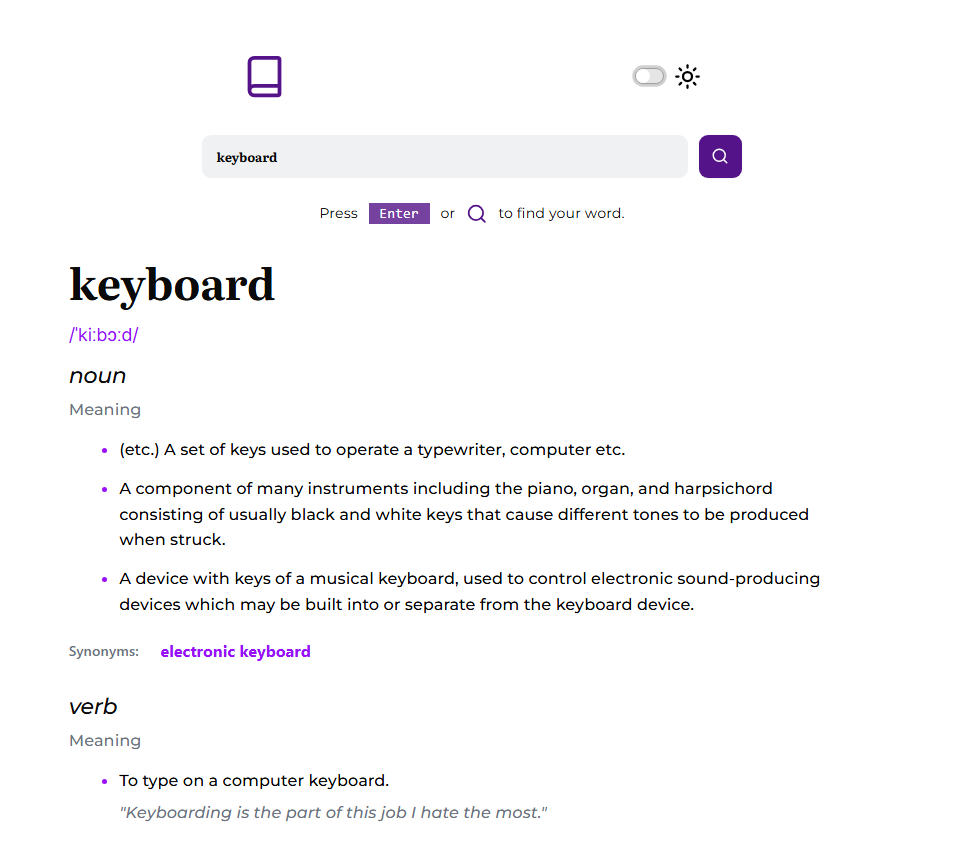 keyboard
Press Enter or to find your word.
keyboard
/ˈkiːbɔːd/
noun
Meaning
(etc.) A set of keys used to operate a typewriter, computer etc.
A component of many instruments including the piano, organ, and harpsichord
consisting of usually black and white keys that cause different tones to be produced
when struck.
A device with keys of a musical keyboard, used to control electronic sound-producing
devices which may be built into or separate from the keyboard device.
Synonyms: electronic keyboard
verb
Meaning
To type on a computer keyboard.
"Keyboarding is the part of this job I hate the most."